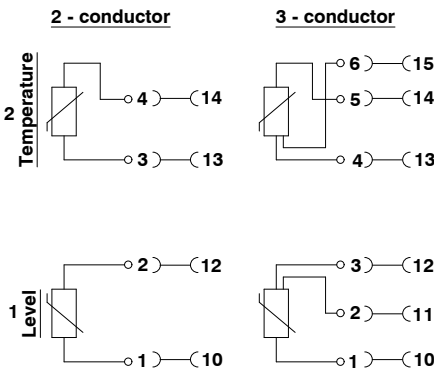 2 - conductor 3 - conductor
2 Temperature
6 15
4 14 5 14
3 13 4 13
1 Level
2 12 3 12
2 11
1 10 1 10